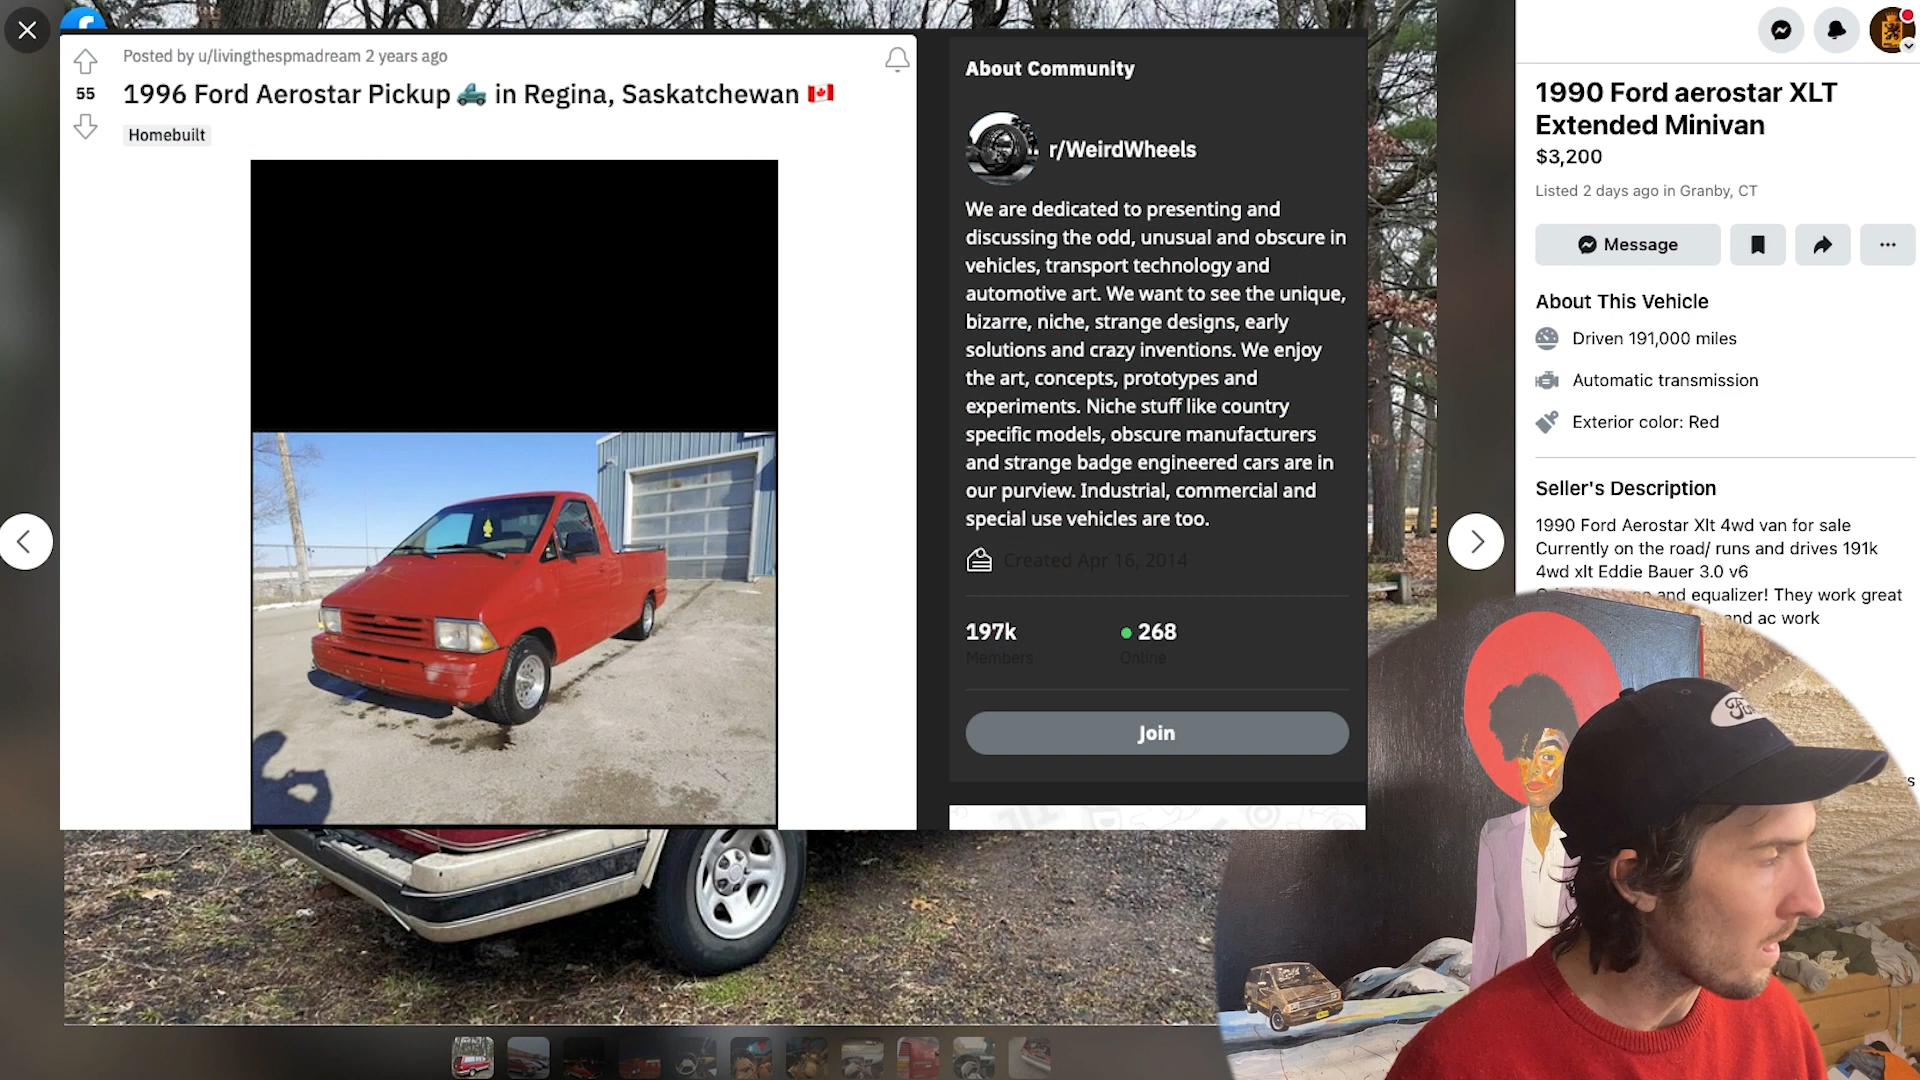 Posted by u/livingthespmadream 2 years ago
55
1996 Ford Aerostar Pickup 🛻 in Regina, Saskatchewan 🇨🇦
Homebuilt
About Community
r/WeirdWheels
We are dedicated to presenting and
discussing the odd, unusual and obscure in
vehicles, transport technology and
automotive art. We want to see the unique,
bizarre, niche, strange designs, early
solutions and crazy inventions. We enjoy
the art, concepts, prototypes and
experiments. Niche stuff like country
specific models, obscure manufacturers
and strange badge engineered cars are in
our purview. Industrial, commercial and
special use vehicles are too.
Created Apr 16, 2014
197k
268
Members
Online
Join
1990 Ford aerostar XLT
Extended Minivan
$3,200
Listed 2 days ago in Granby, CT
Message
About This Vehicle
Driven 191,000 miles
Automatic transmission
Exterior color: Red
Seller's Description
1990 Ford Aerostar Xlt 4wd van for sale
Currently on the road/ runs and drives 191k
4wd xlt Eddie Bauer 3.0 v6
and equalizer! They work great
and ac work
Ford